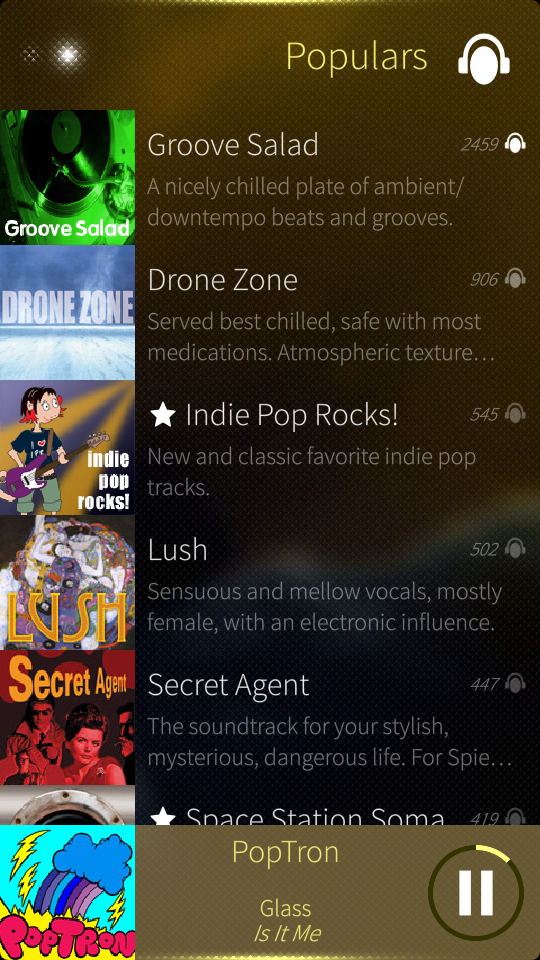 Populars
Groove Salad
Groove Salad
2459
A nicely chilled plate of ambient/
downtempo beats and grooves.
DRONE ZONE
Drone Zone
906
Served best chilled, safe with most
medications. Atmospheric texture…
indie
pop
rocks!
Indie Pop Rocks!
545
New and classic favorite indie pop
tracks.
LUSH
Lush
502
Sensuous and mellow vocals, mostly
female, with an electronic influence.
Secret Agent
Secret Agent
447
The soundtrack for your stylish,
mysterious, dangerous life. For Spie…
Space Station Soma
419
PopTron
PopTron
Glass
Is It Me